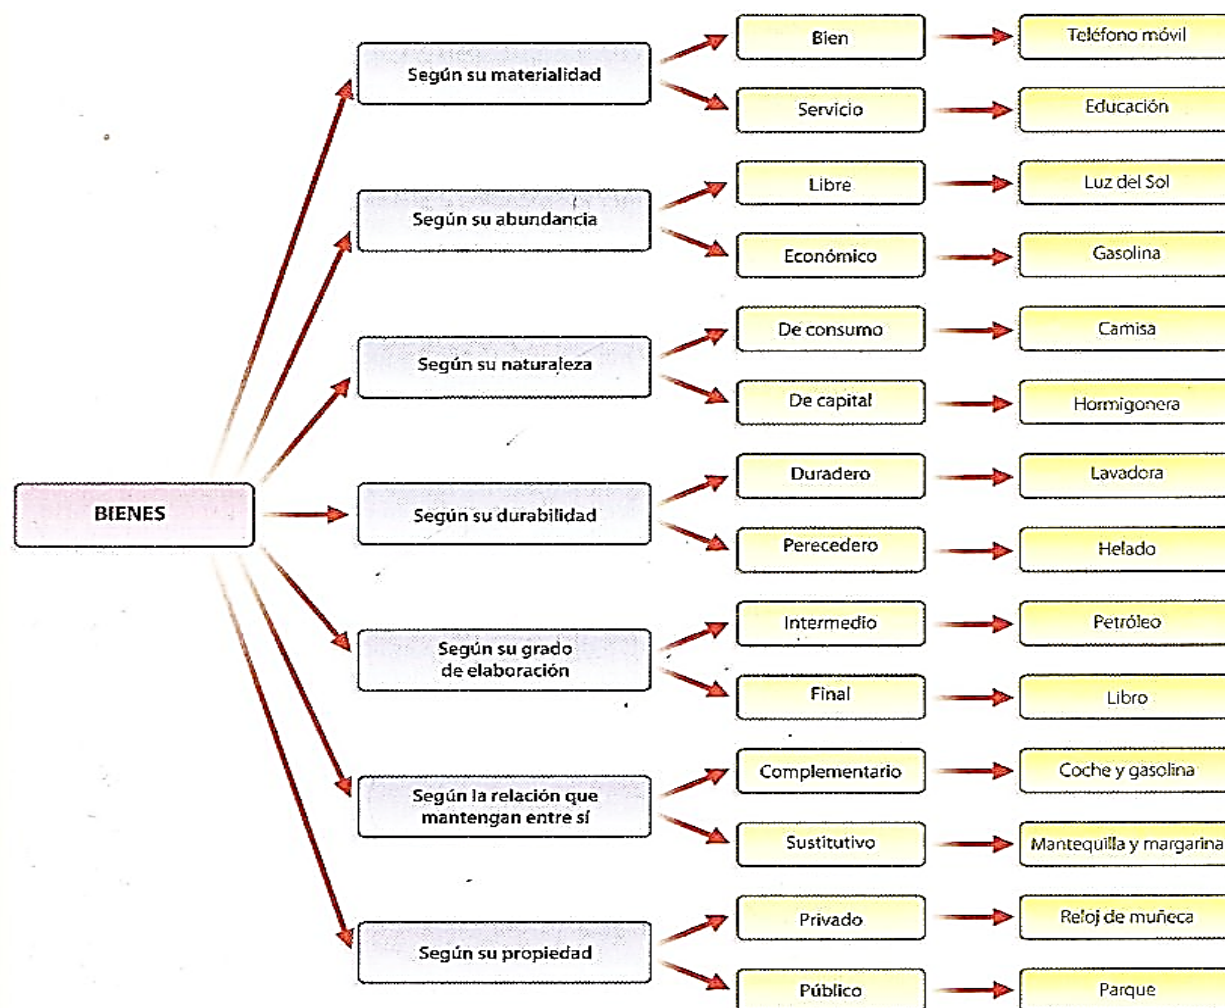 BIENES
Según su materialidad
Bien
Teléfono móvil
Servicio
Educación
Según su abundancia
Libre
Luz del Sol
Económico
Gasolina
Según su naturaleza
De consumo
Camisa
De capital
Hormigonera
Según su durabilidad
Duradero
Lavadora
Perecedero
Helado
Según su grado
de elaboración
Intermedio
Petróleo
Final
Libro
Según la relación que
mantengan entre sí
Complementario
Coche y gasolina
Sustitutivo
Mantequilla y margarina
Según su propiedad
Privado
Reloj de muñeca
Público
Parque